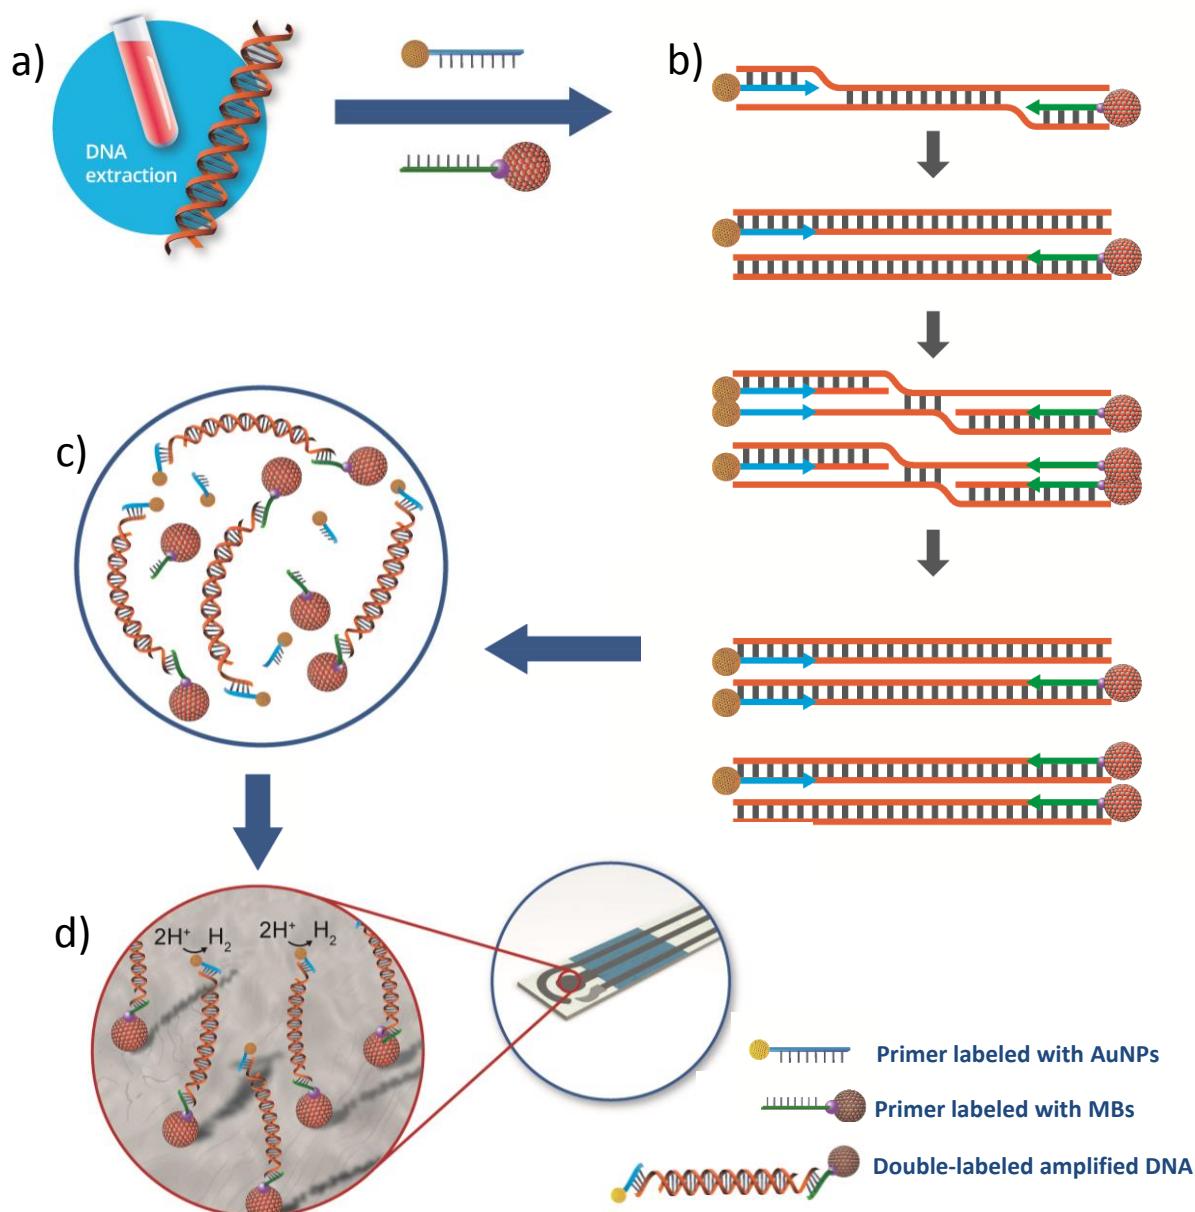 a)
DNA
extraction
b)
c)
d)
2H⁺ H₂
2H⁺ H₂
Primer labeled with AuNPs
Primer labeled with MBs
Double-labeled amplified DNA